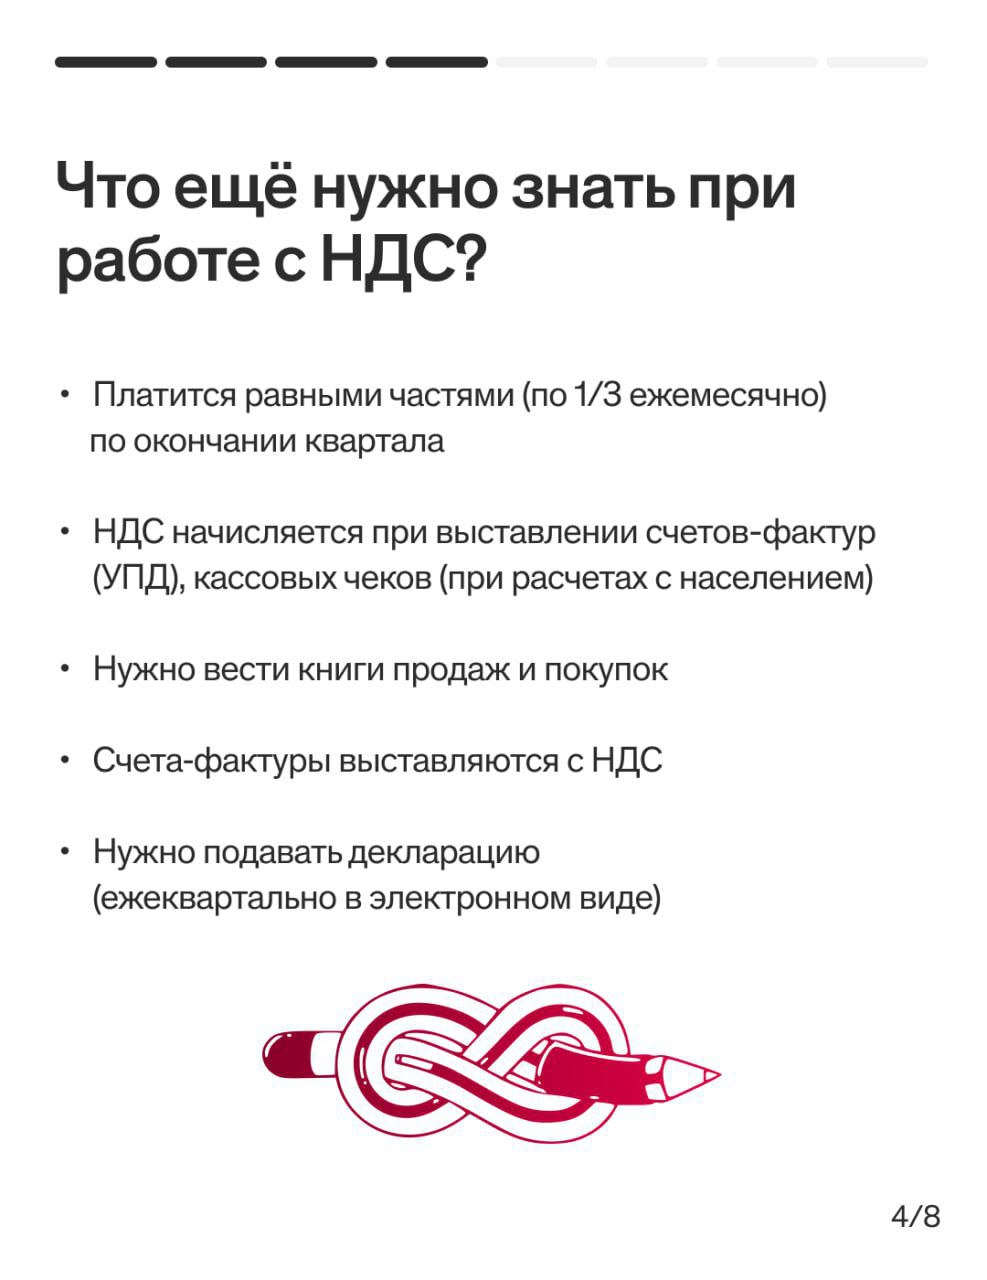 Что ещё нужно знать при
работе с НДС?
• Платится равными частями (по 1/3 ежемесячно)
по окончании квартала
• НДС начисляется при выставлении счетов-фактур
(УПД), кассовых чеков (при расчетах с населением)
• Нужно вести книги продаж и покупок
• Счета-фактуры выставляются с НДС
• Нужно подавать декларацию
(ежеквартально в электронном виде)
4/8